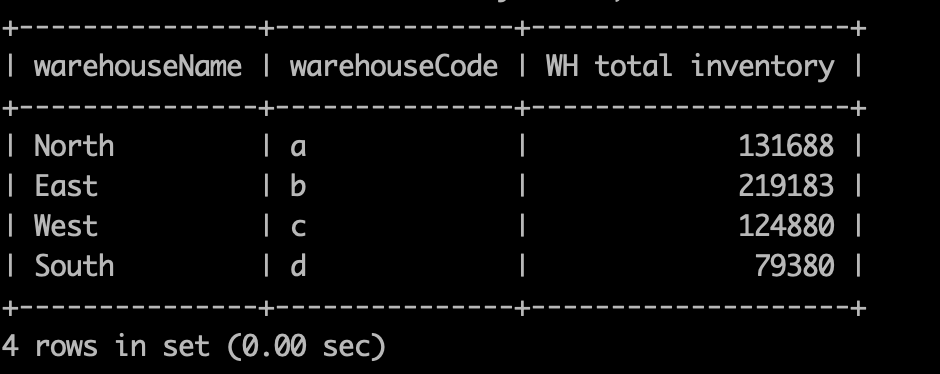 +---------------+---------------+--------------------+
| warehouseName | warehouseCode | WH total inventory |
+---------------+---------------+--------------------+
| North         | a             |             131688 |
| East          | b             |             219183 |
| West          | c             |             124880 |
| South         | d             |              79380 |
+---------------+---------------+--------------------+
4 rows in set (0.00 sec)